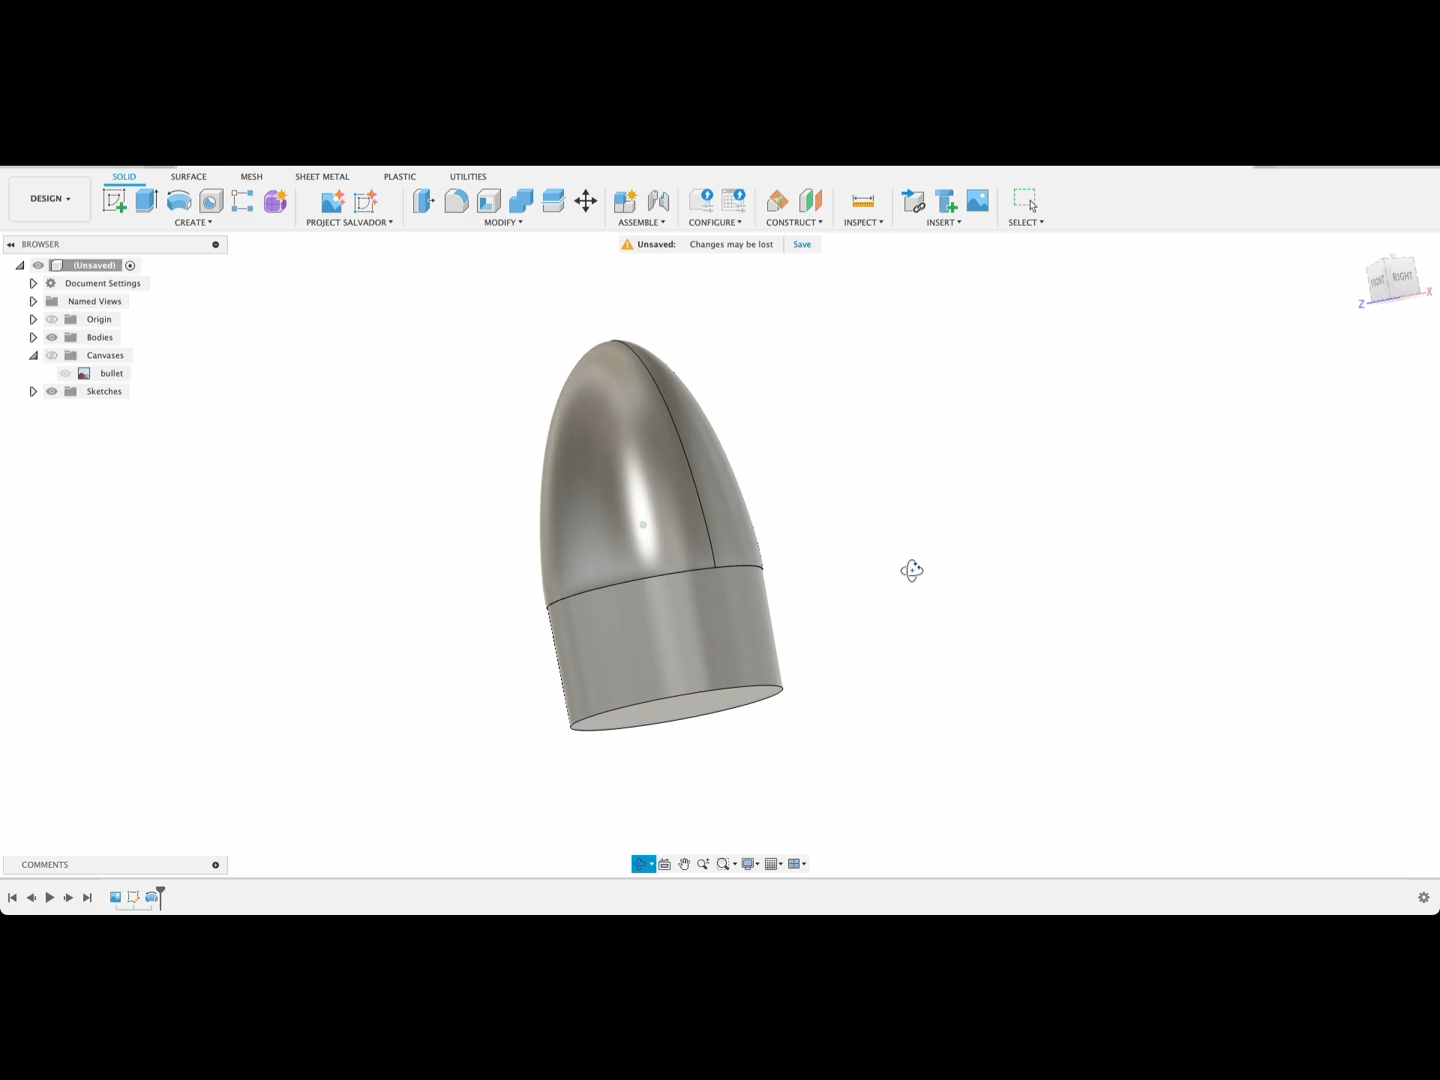 SOLID SURFACE MESH SHEET METAL PLASTIC UTILITIES
DESIGN
CREATE PROJECT SALVADOR MODIFY ASSEMBLE CONFIGURE CONSTRUCT INSPECT INSERT SELECT
BROWSER
Unsaved: Changes may be lost Save
(Unsaved)
Document Settings
Named Views
Origin
Bodies
Canvases
bullet
Sketches
FRONT RIGHT
Z X
COMMENTS